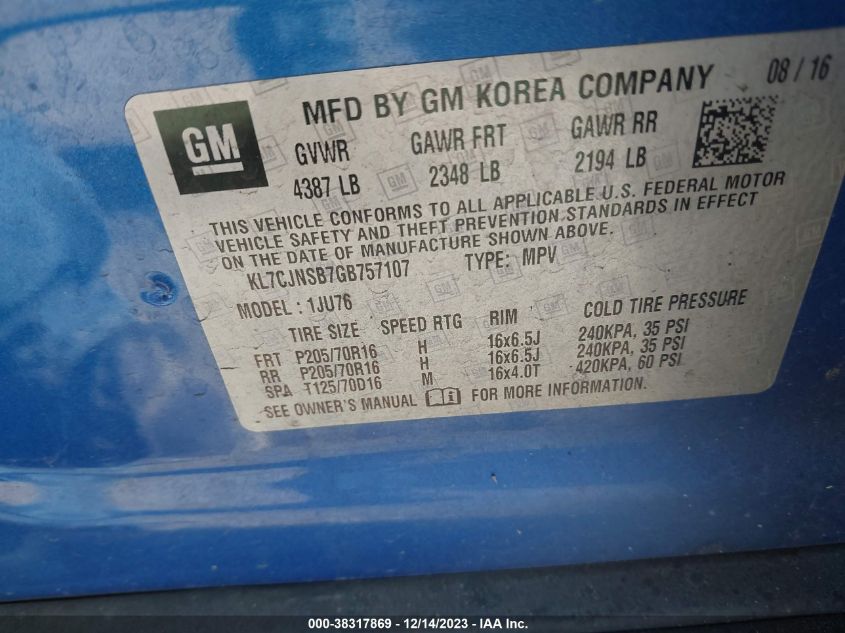 MFD BY GM KOREA COMPANY 08 / 16
GM
GVWR GAWR FRT GAWR RR
4387 LB 2348 LB 2194 LB
THIS VEHICLE CONFORMS TO ALL APPLICABLE U.S. FEDERAL MOTOR
VEHICLE SAFETY AND THEFT PREVENTION STANDARDS IN EFFECT
ON THE DATE OF MANUFACTURE SHOWN ABOVE.
KL7CJNSB7GB757107 TYPE: MPV
MODEL : 1JU76
TIRE SIZE SPEED RTG RIM COLD TIRE PRESSURE
FRT P205/70R16 H 16x6.5J 240KPA, 35 PSI
RR P205/70R16 H 16x6.5J 240KPA, 35 PSI
SPA T125/70D16 M 16x4.0T 420KPA, 60 PSI
SEE OWNER'S MANUAL FOR MORE INFORMATION.
000-38317869 - 12/14/2023 - IAA Inc.